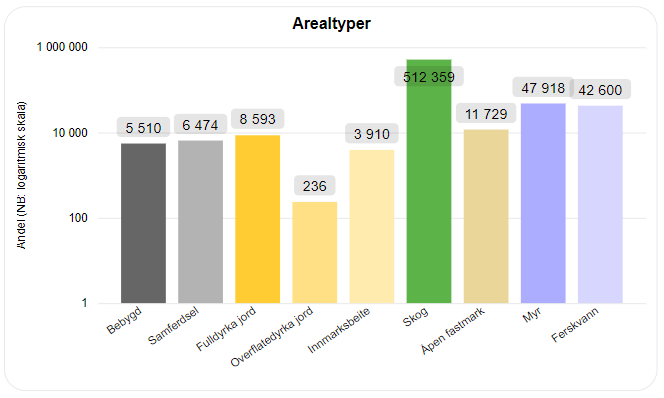 Arealtyper
Andel (NB: logaritmisk skala)
1 000 000
10 000
100
1
5 510
6 474
8 593
236
3 910
512 359
11 729
47 918
42 600
Bebygd
Samferdsel
Fulldyrka jord
Overflatedyrka jord
Innmarksbeite
Skog
Åpen fastmark
Myr
Ferskvann